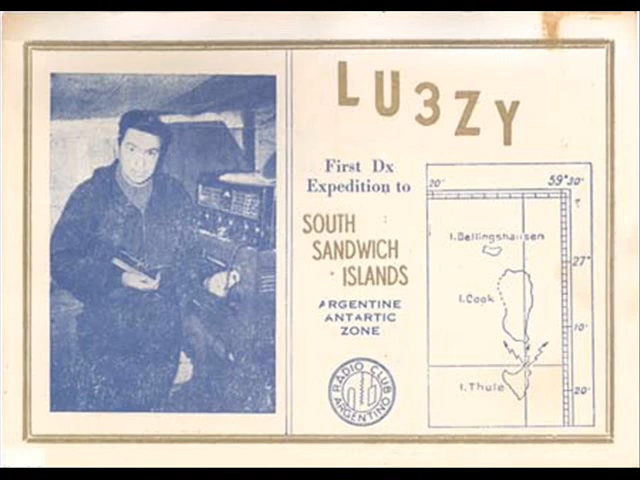 LU3ZY
First Dx
Expedition to
SOUTH
SANDWICH
ISLANDS
ARGENTINE
ANTARTIC
ZONE
RADIO CLUB
ARGENTINO
20'
59° 30'
I. Bellingshausen
27°
I. Cook
10'
I. Thule
20'